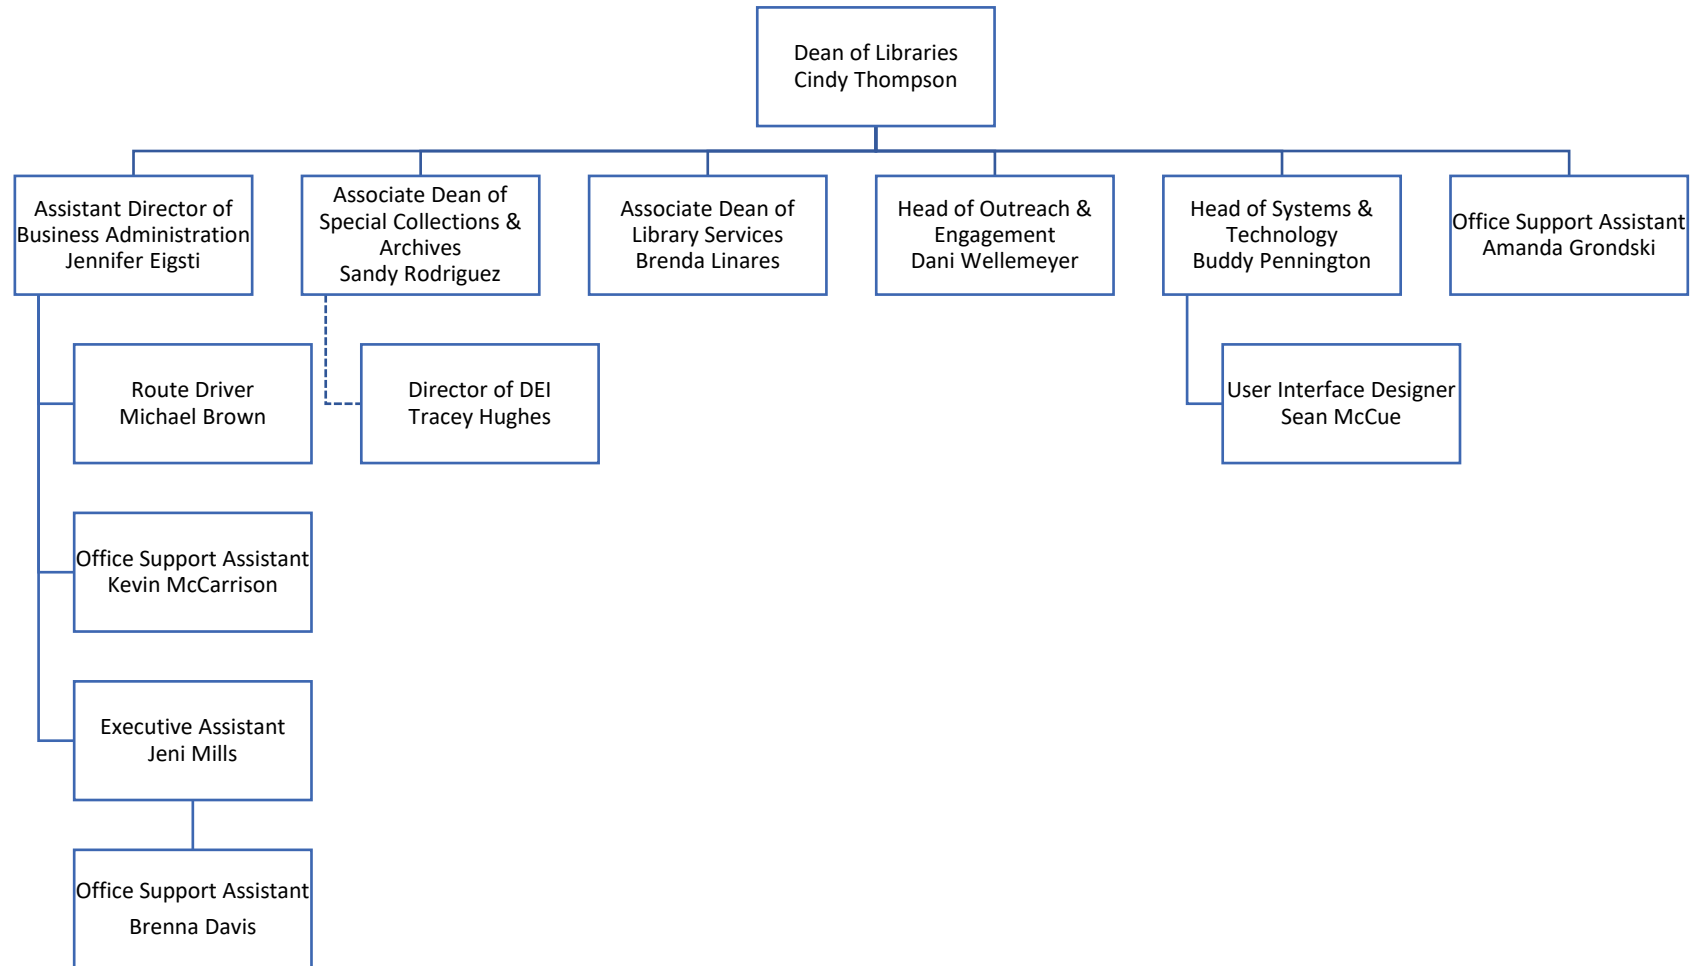 Dean of Libraries
Cindy Thompson
Assistant Director of
Business Administration
Jennifer Eigsti
Associate Dean of
Special Collections &
Archives
Sandy Rodriguez
Associate Dean of
Library Services
Brenda Linares
Head of Outreach &
Engagement
Dani Wellemeyer
Head of Systems &
Technology
Buddy Pennington
Office Support Assistant
Amanda Grondski
Route Driver
Michael Brown
Director of DEI
Tracey Hughes
User Interface Designer
Sean McCue
Office Support Assistant
Kevin McCarrison
Executive Assistant
Jeni Mills
Office Support Assistant
Brenna Davis